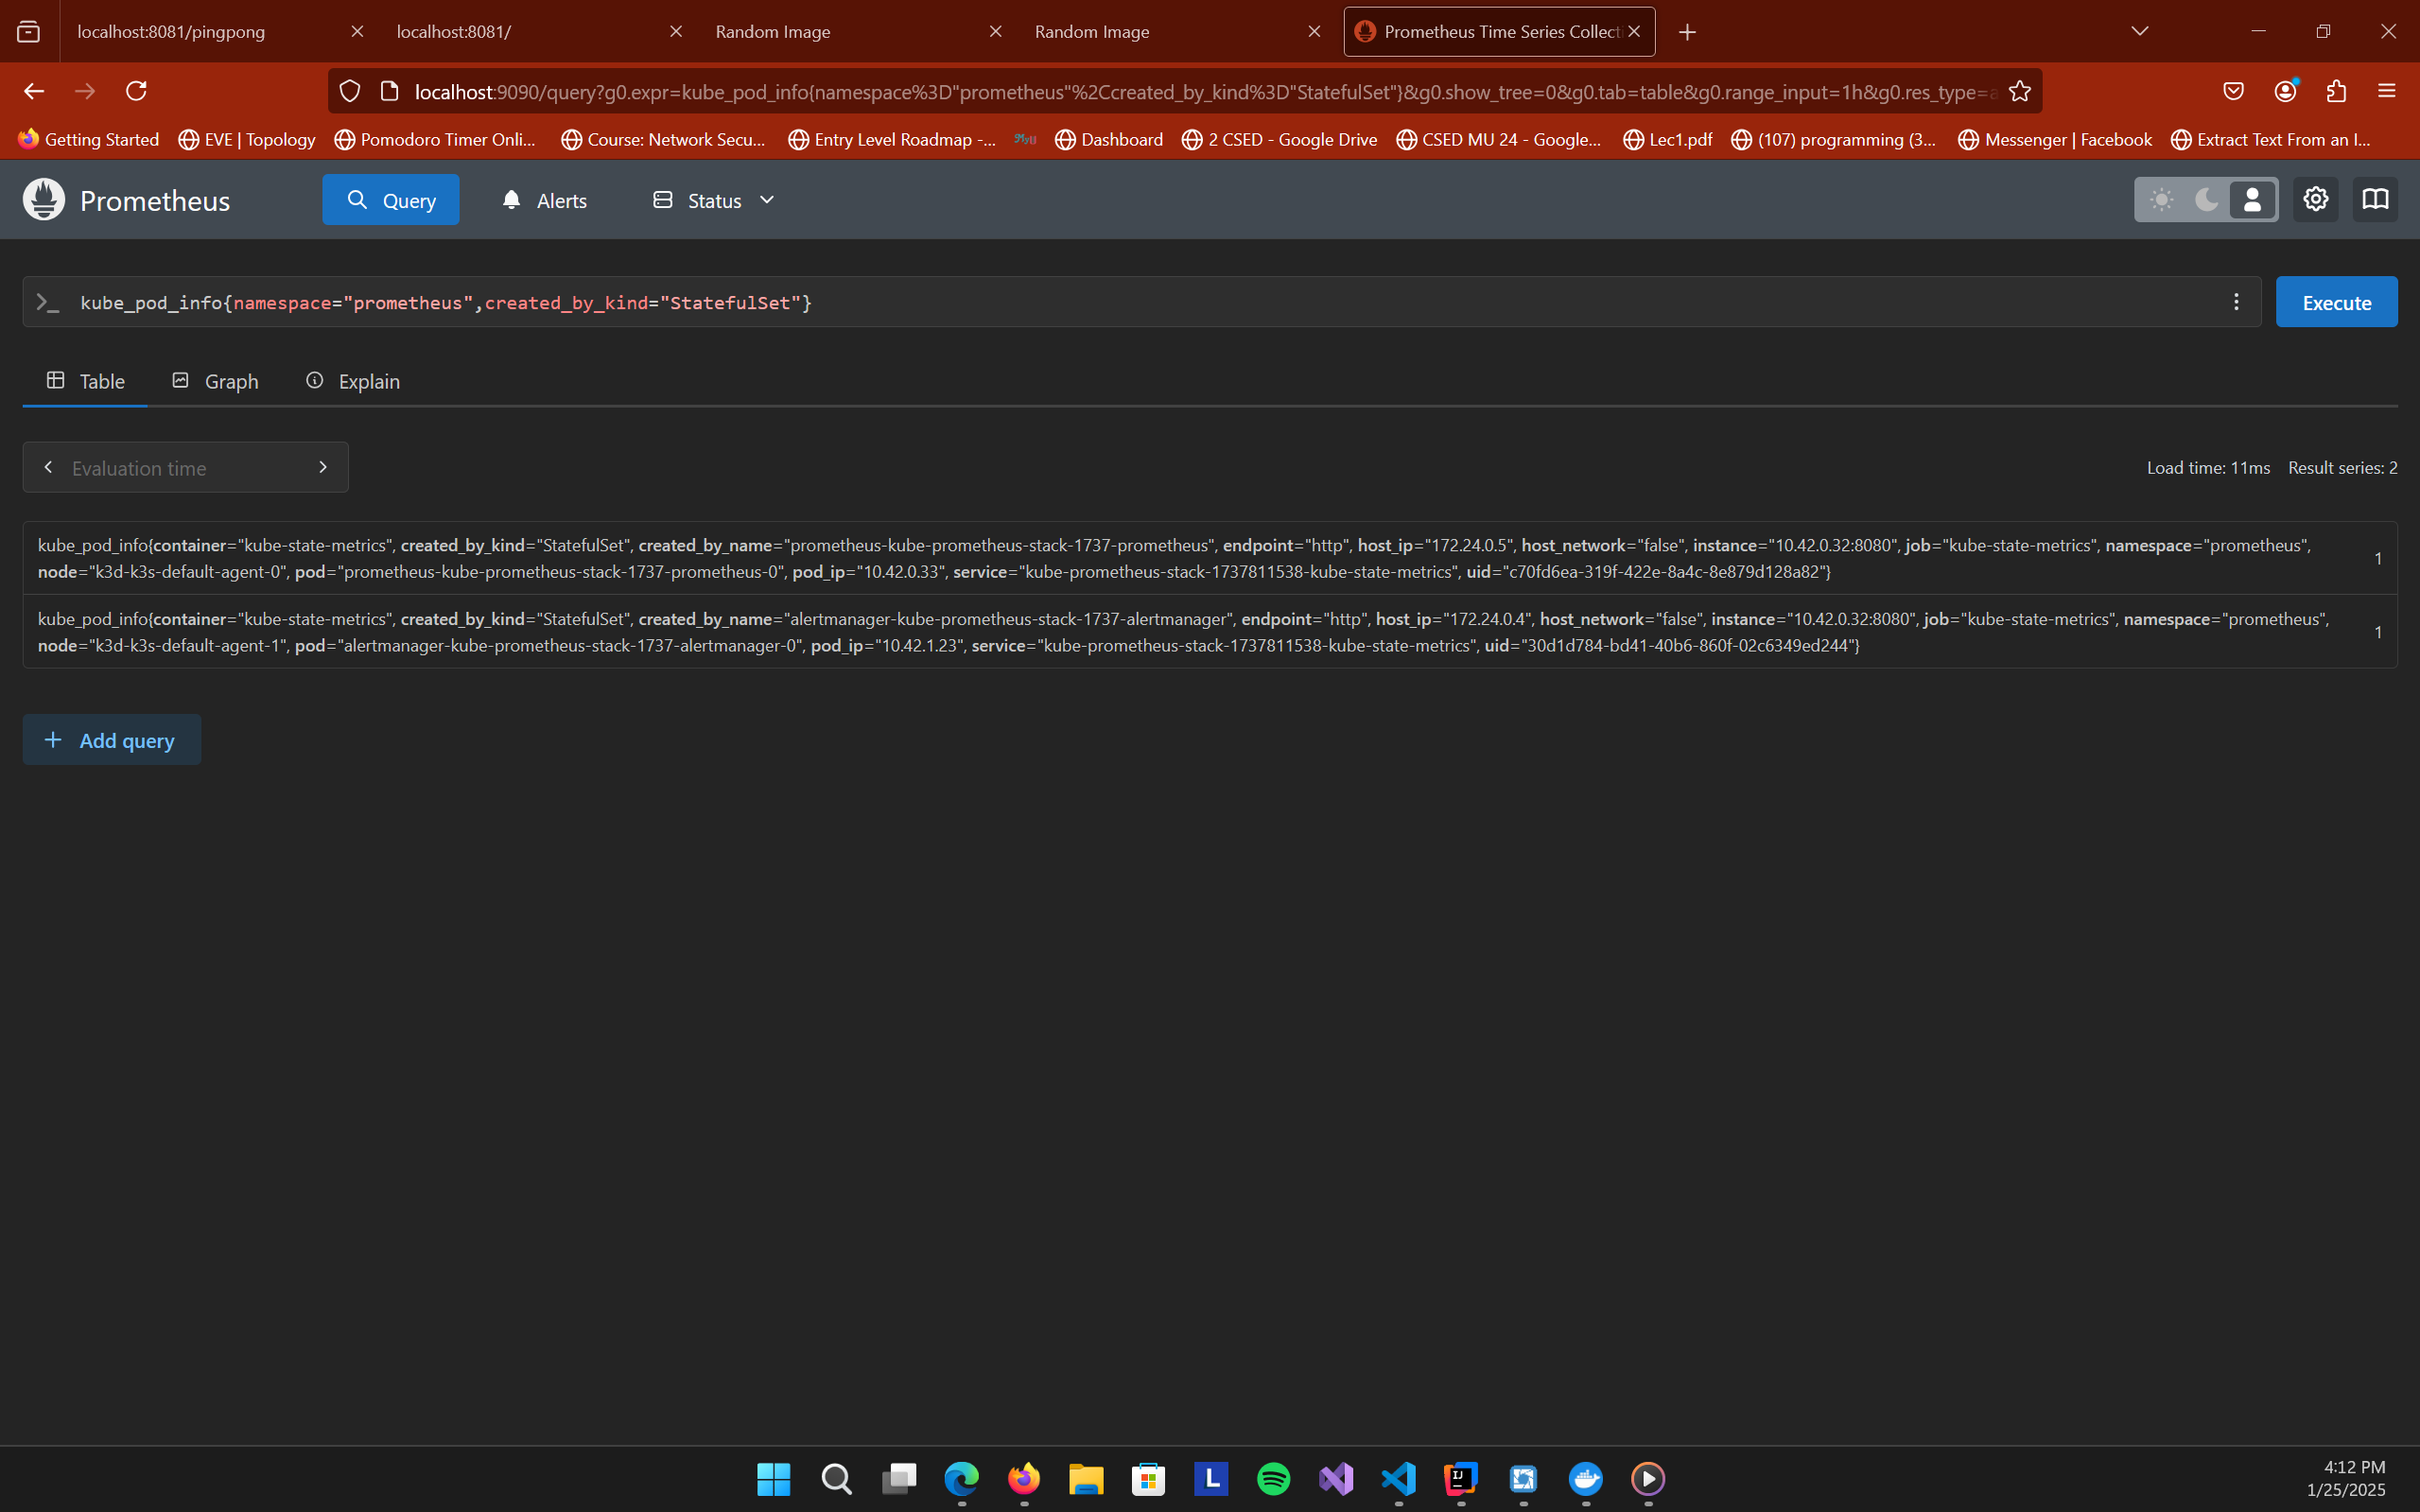 localhost:8081/pingpong
localhost:8081/
Random Image
Random Image
Prometheus Time Series Collect
localhost:9090/query?g0.expr=kube_pod_info{namespace%3D"prometheus"%2Ccreated_by_kind%3D"StatefulSet"}&g0.show_tree=0&g0.tab=table&g0.range_input=1h&g0.res_type=a
Getting Started
EVE | Topology
Pomodoro Timer Onli...
Course: Network Secu...
Entry Level Roadmap -...
Dashboard
2 CSED - Google Drive
CSED MU 24 - Google...
Lec1.pdf
(107) programming (3...
Messenger | Facebook
Extract Text From an I...
Prometheus
Query
Alerts
Status
>_ kube_pod_info{namespace="prometheus",created_by_kind="StatefulSet"}
Execute
Table
Graph
Explain
Evaluation time
Load time: 11ms Result series: 2
kube_pod_info{container="kube-state-metrics", created_by_kind="StatefulSet", created_by_name="prometheus-kube-prometheus-stack-1737-prometheus", endpoint="http", host_ip="172.24.0.5", host_network="false", instance="10.42.0.32:8080", job="kube-state-metrics", namespace="prometheus",
node="k3d-k3s-default-agent-0", pod="prometheus-kube-prometheus-stack-1737-prometheus-0", pod_ip="10.42.0.33", service="kube-prometheus-stack-1737811538-kube-state-metrics", uid="c70fd6ea-319f-422e-8a4c-8e879d128a82"}
1
kube_pod_info{container="kube-state-metrics", created_by_kind="StatefulSet", created_by_name="alertmanager-kube-prometheus-stack-1737-alertmanager", endpoint="http", host_ip="172.24.0.4", host_network="false", instance="10.42.0.32:8080", job="kube-state-metrics", namespace="prometheus",
node="k3d-k3s-default-agent-1", pod="alertmanager-kube-prometheus-stack-1737-alertmanager-0", pod_ip="10.42.1.23", service="kube-prometheus-stack-1737811538-kube-state-metrics", uid="30d1d784-bd41-40b6-860f-02c6349ed244"}
1
+ Add query
L
IJ
4:12 PM
1/25/2025